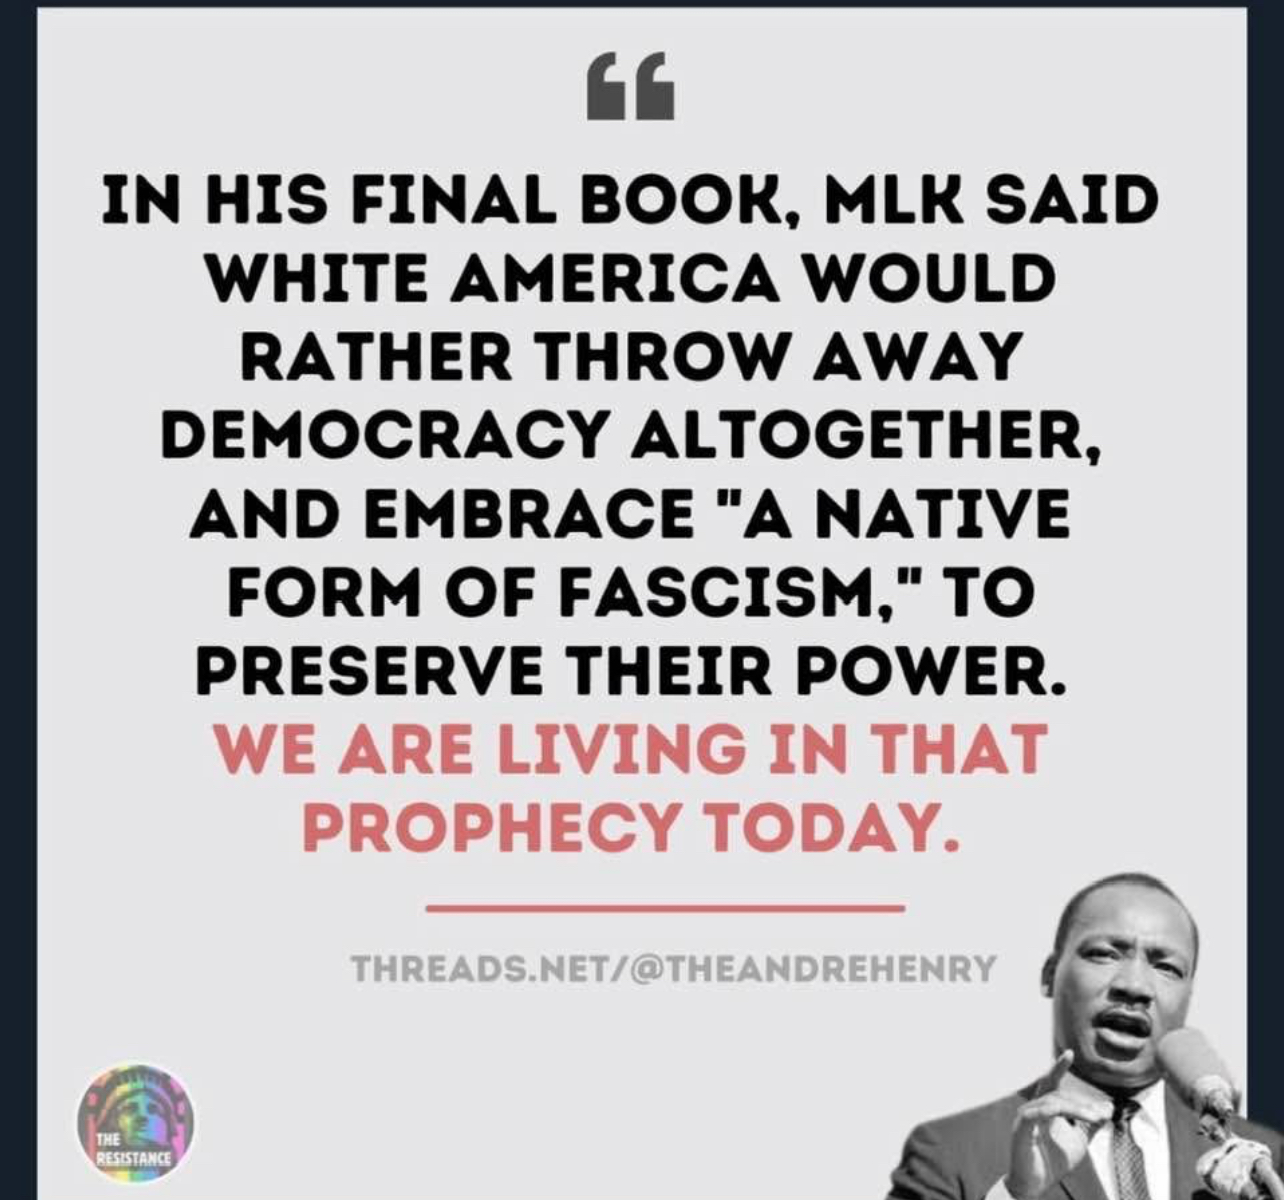 “
IN HIS FINAL BOOK, MLK SAID
WHITE AMERICA WOULD
RATHER THROW AWAY
DEMOCRACY ALTOGETHER,
AND EMBRACE "A NATIVE
FORM OF FASCISM," TO
PRESERVE THEIR POWER.
WE ARE LIVING IN THAT
PROPHECY TODAY.
THREADS.NET/@THEANDREHENRY
THE
RESISTANCE